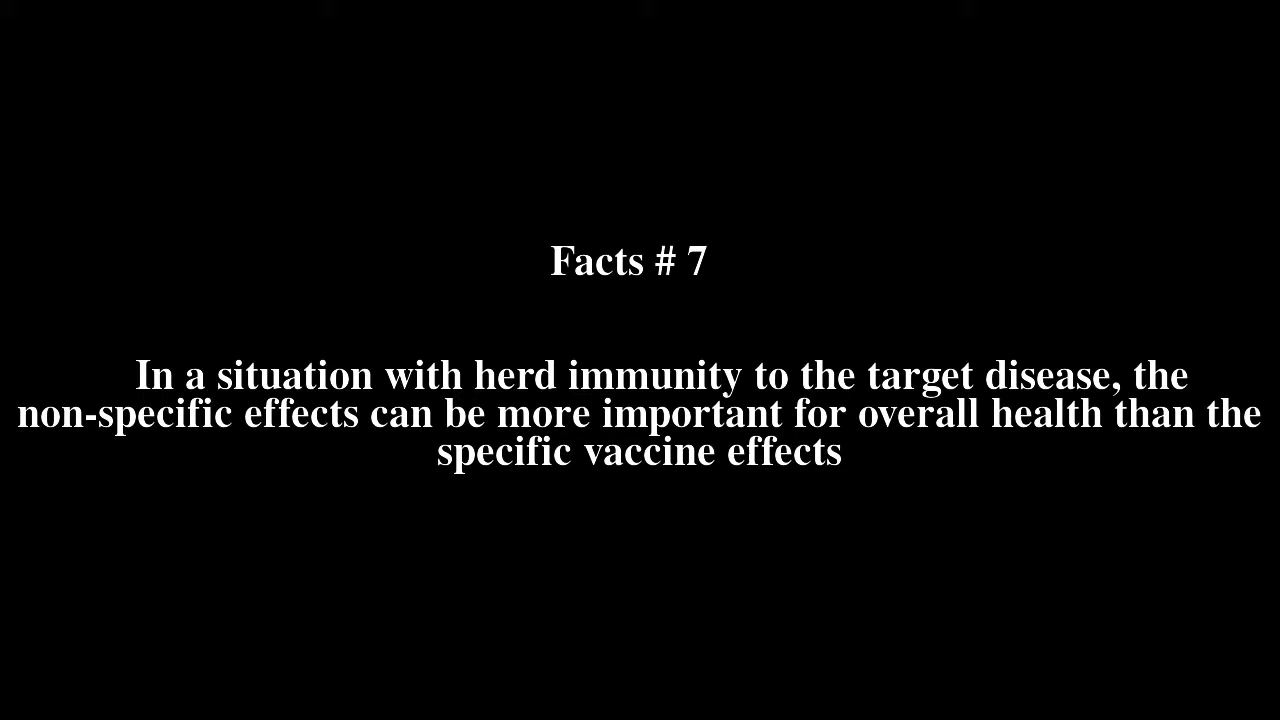 Facts # 7
In a situation with herd immunity to the target disease, the
non-specific effects can be more important for overall health than the
specific vaccine effects